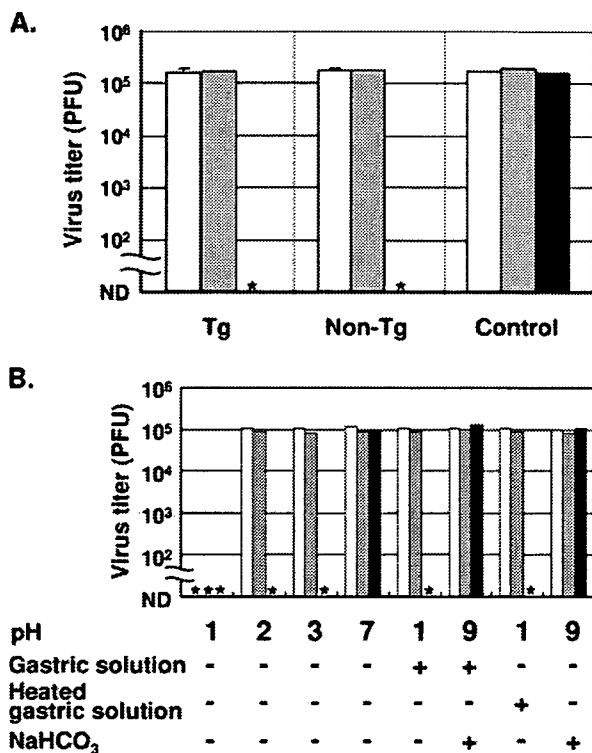 A.
Virus titer (PFU)
10⁶
10⁵
10⁴
10³
10²
ND
★ ★
Tg Non-Tg Control
B.
Virus titer (PFU)
10⁶
10⁵
10⁴
10³
10²
ND
★★★ ★ ★ ★ ★
pH 1 2 3 7 1 9 1 9
Gastric solution - - - - + + - -
Heated
gastric solution - - - - - - + -
NaHCO₃ - - - - - + - +